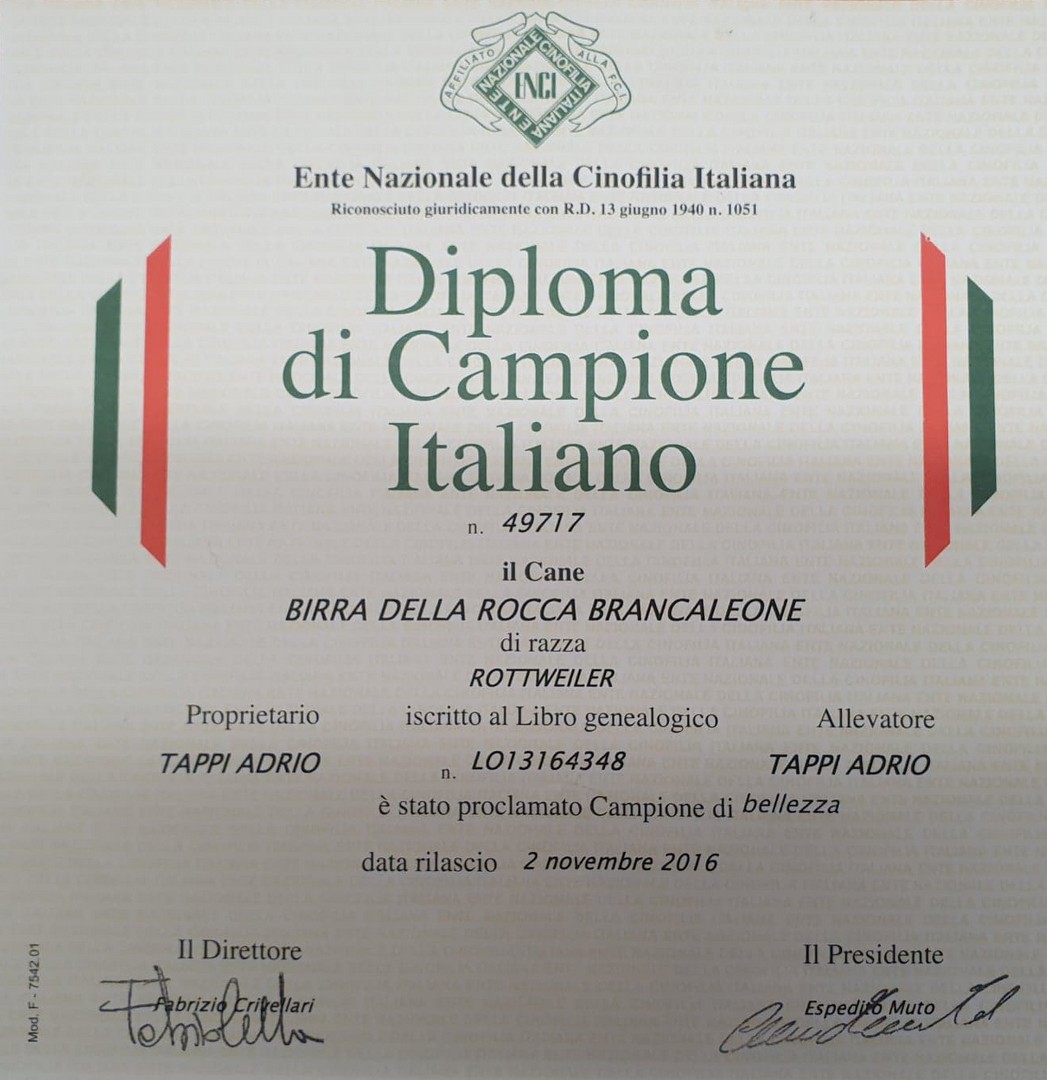 AFFILIATO ALLA F.C.I.
ENTE NAZIONALE CINOFILIA ITALIANA
ENCI
Ente Nazionale della Cinofilia Italiana
Riconosciuto giuridicamente con R.D. 13 giugno 1940 n. 1051
Diploma
di Campione
Italiano
n. 49717
il Cane
BIRRA DELLA ROCCA BRANCALEONE
di razza
ROTTWEILER
Proprietario iscritto al Libro genealogico Allevatore
TAPPI ADRIO n. LO13164348 TAPPI ADRIO
è stato proclamato Campione di bellezza
data rilascio 2 novembre 2016
Il Direttore Il Presidente
Fabrizio Crivellari Espedito Muto
Mod. F - 7542.01